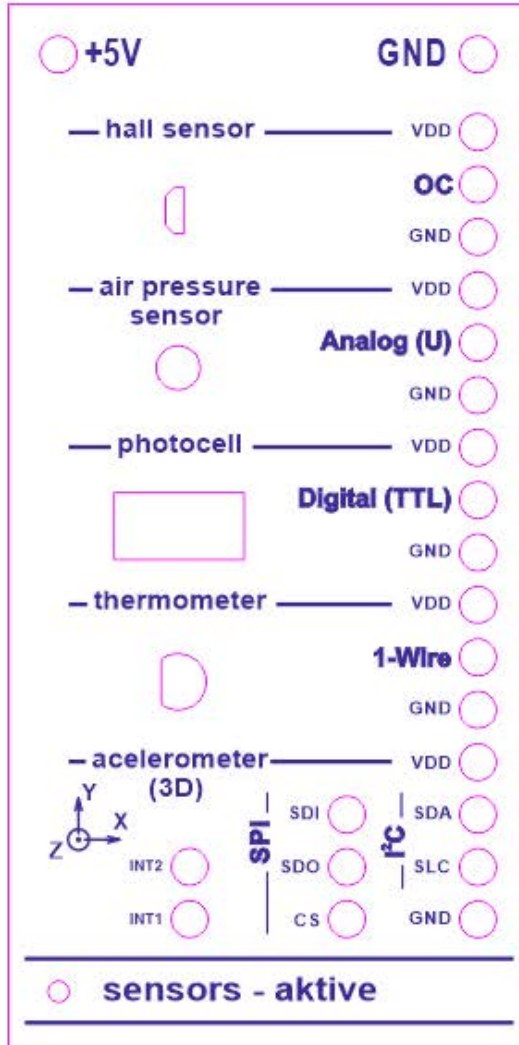 +5V GND
hall sensor VDD
OC
GND
air pressure VDD
sensor
Analog (U)
GND
photocell VDD
Digital (TTL)
GND
thermometer VDD
1-Wire
GND
acelerometer VDD
(3D)
Y
X
Z
SPI
SDI
I²C
SDA
INT2 SDO SLC
INT1 CS GND
sensors - aktive